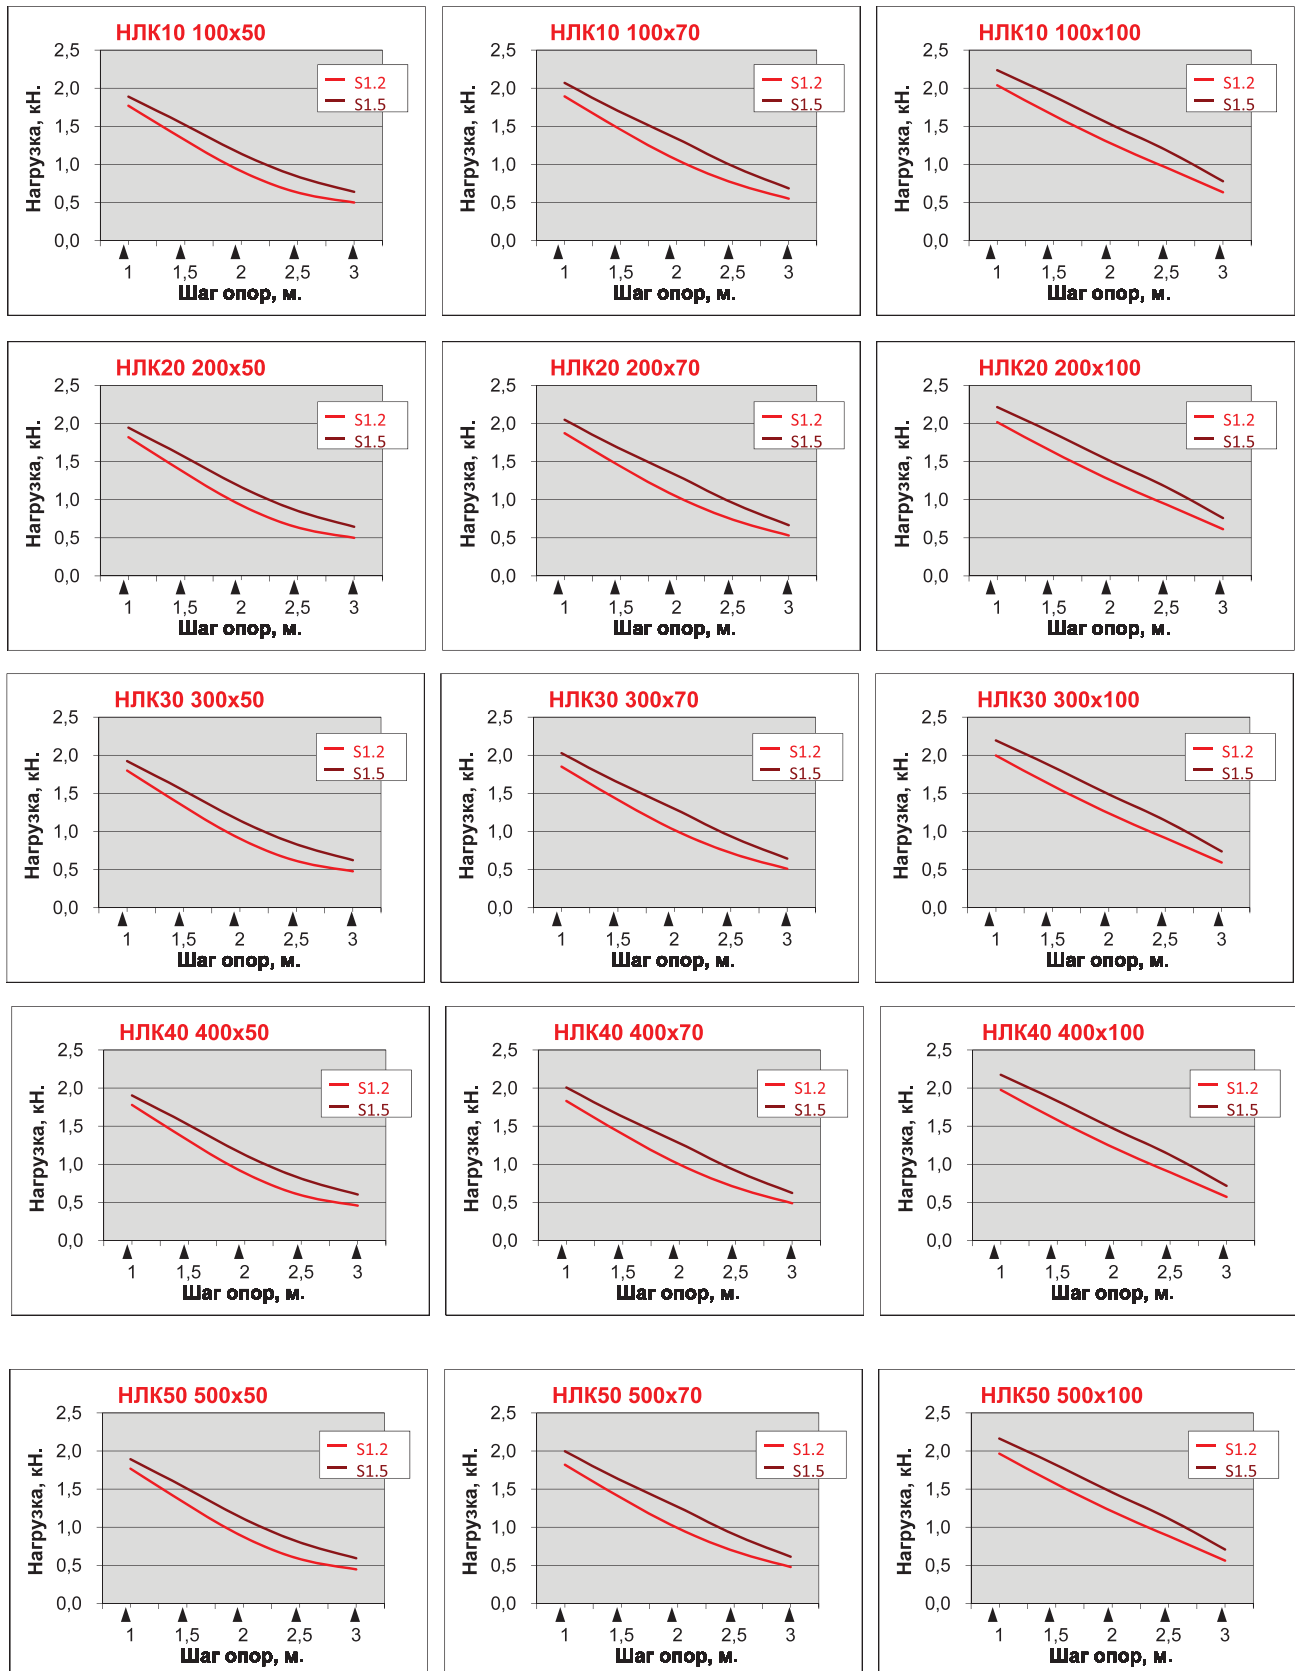 НЛК10 100x50
2,5
2,0
1,5
1,0
0,5
0,0
Нагрузка, кН.
S1.2
S1.5
1 1,5 2 2,5 3
Шаг опор, м.
НЛК10 100x70
2,5
2,0
1,5
1,0
0,5
0,0
Нагрузка, кН.
S1.2
S1.5
1 1,5 2 2,5 3
Шаг опор, м.
НЛК10 100x100
2,5
2,0
1,5
1,0
0,5
0,0
Нагрузка, кН.
S1.2
S1.5
1 1,5 2 2,5 3
Шаг опор, м.
НЛК20 200x50
2,5
2,0
1,5
1,0
0,5
0,0
Нагрузка, кН.
S1.2
S1.5
1 1,5 2 2,5 3
Шаг опор, м.
НЛК20 200x70
2,5
2,0
1,5
1,0
0,5
0,0
Нагрузка, кН.
S1.2
S1.5
1 1,5 2 2,5 3
Шаг опор, м.
НЛК20 200x100
2,5
2,0
1,5
1,0
0,5
0,0
Нагрузка, кН.
S1.2
S1.5
1 1,5 2 2,5 3
Шаг опор, м.
НЛК30 300x50
2,5
2,0
1,5
1,0
0,5
0,0
Нагрузка, кН.
S1.2
S1.5
1 1,5 2 2,5 3
Шаг опор, м.
НЛК30 300x70
2,5
2,0
1,5
1,0
0,5
0,0
Нагрузка, кН.
S1.2
S1.5
1 1,5 2 2,5 3
Шаг опор, м.
НЛК30 300x100
2,5
2,0
1,5
1,0
0,5
0,0
Нагрузка, кН.
S1.2
S1.5
1 1,5 2 2,5 3
Шаг опор, м.
НЛК40 400x50
2,5
2,0
1,5
1,0
0,5
0,0
Нагрузка, кН.
S1.2
S1.5
1 1,5 2 2,5 3
Шаг опор, м.
НЛК40 400x70
2,5
2,0
1,5
1,0
0,5
0,0
Нагрузка, кН.
S1.2
S1.5
1 1,5 2 2,5 3
Шаг опор, м.
НЛК40 400x100
2,5
2,0
1,5
1,0
0,5
0,0
Нагрузка, кН.
S1.2
S1.5
1 1,5 2 2,5 3
Шаг опор, м.
НЛК50 500x50
2,5
2,0
1,5
1,0
0,5
0,0
Нагрузка, кН.
S1.2
S1.5
1 1,5 2 2,5 3
Шаг опор, м.
НЛК50 500x70
2,5
2,0
1,5
1,0
0,5
0,0
Нагрузка, кН.
S1.2
S1.5
1 1,5 2 2,5 3
Шаг опор, м.
НЛК50 500x100
2,5
2,0
1,5
1,0
0,5
0,0
Нагрузка, кН.
S1.2
S1.5
1 1,5 2 2,5 3
Шаг опор, м.